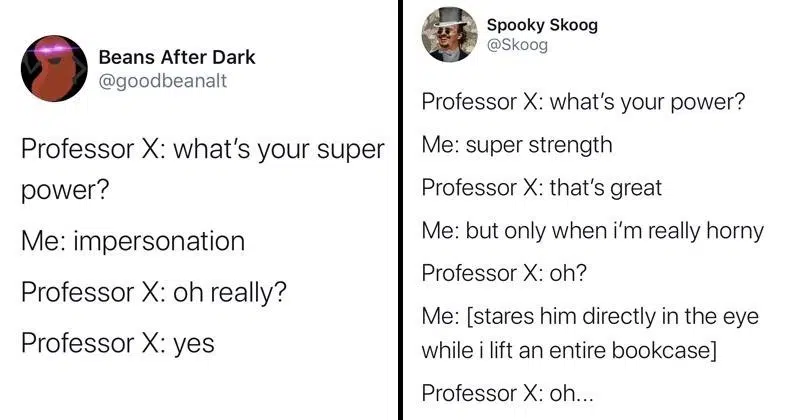 Beans After Dark
@goodbeanalt
Professor X: what's your super
power?
Me: impersonation
Professor X: oh really?
Professor X: yes
Spooky Skoog
@Skoog
Professor X: what's your power?
Me: super strength
Professor X: that's great
Me: but only when i'm really horny
Professor X: oh?
Me: [stares him directly in the eye
while i lift an entire bookcase]
Professor X: oh...